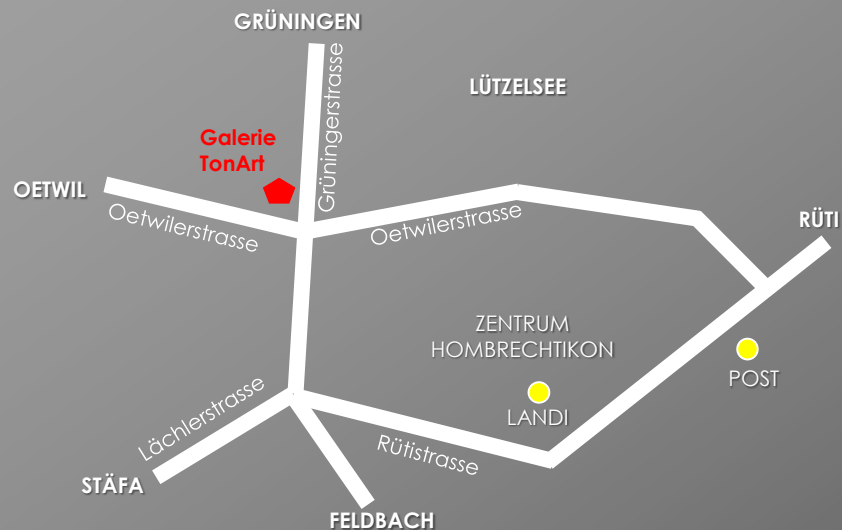 GRÜNINGEN
LÜTZELSEE
Grüningerstrasse
Galerie
TonArt
OETWIL
Oetwilerstrasse
Oetwilerstrasse
RÜTI
ZENTRUM
HOMBRECHTIKON
POST
LANDI
Lächlerstrasse
Rütistrasse
STÄFA
FELDBACH